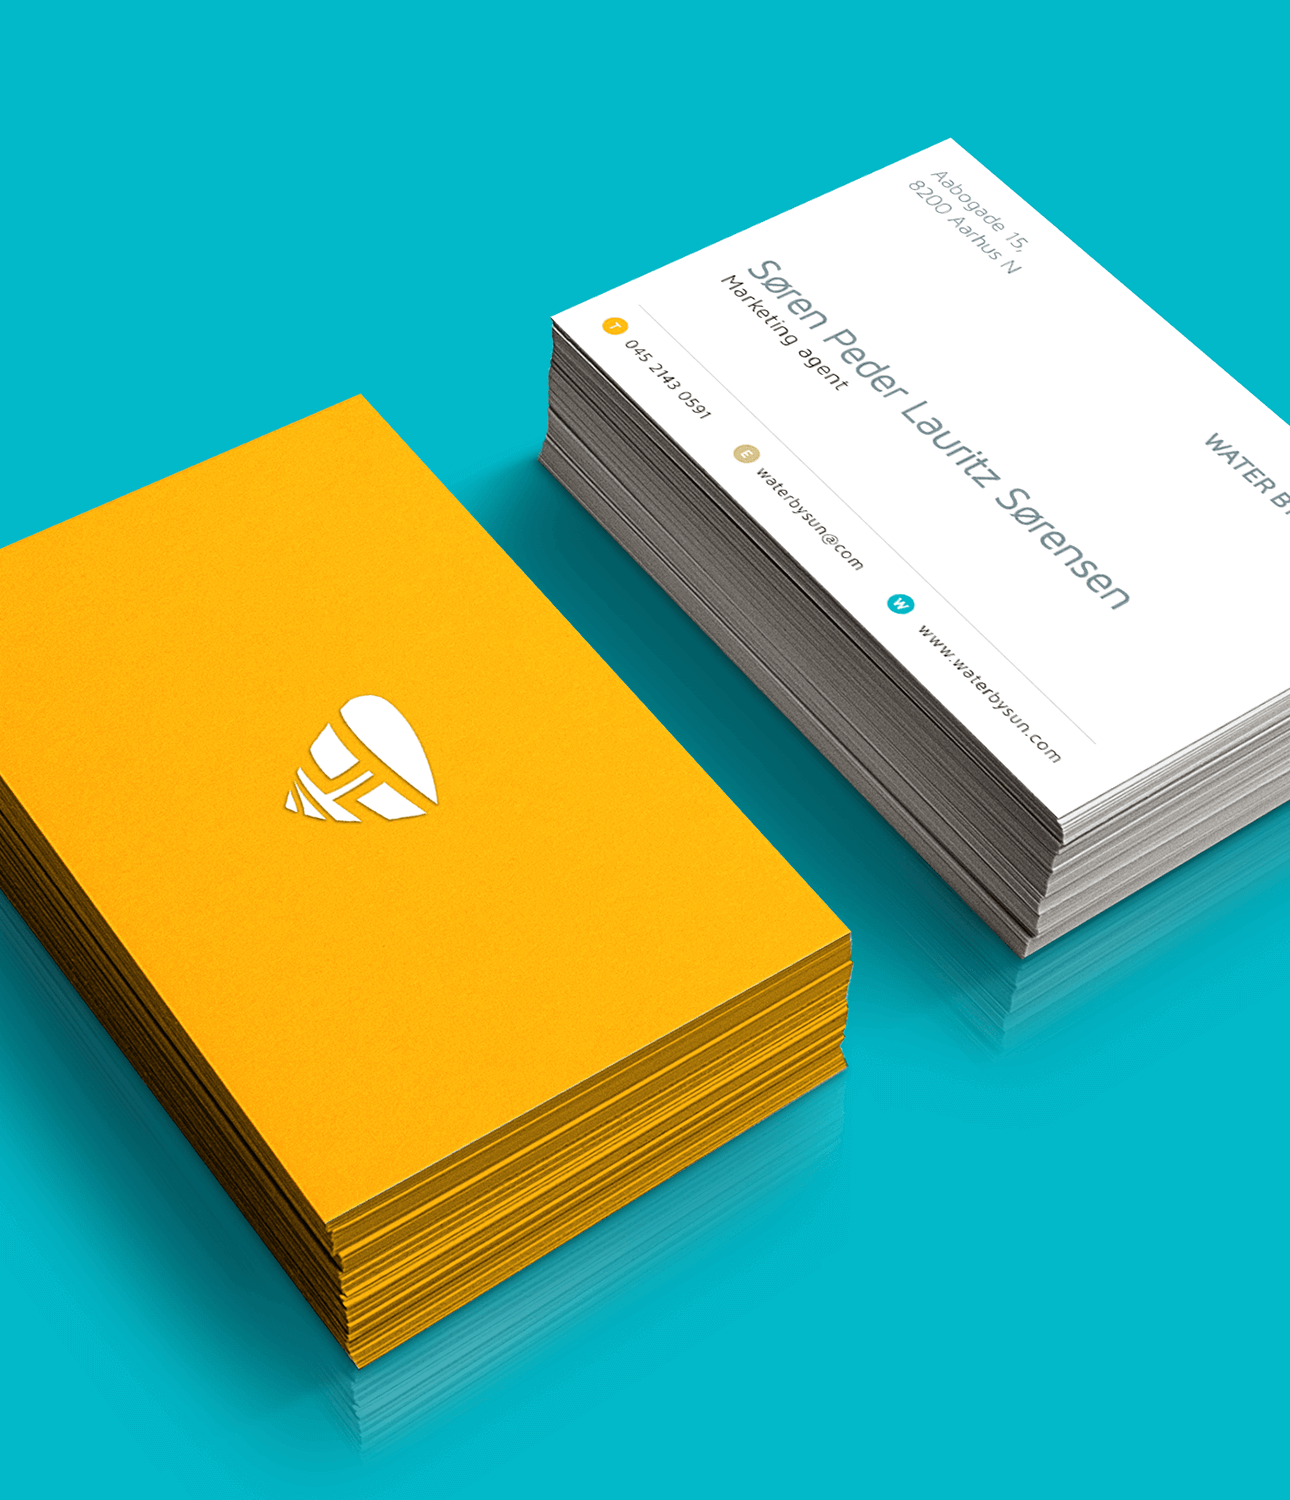 Aabogade 15,
8200 Aarhus N
WATER B
Søren Peder Lauritz Sørensen
Marketing agent
T 045 2143 0591
E waterbysun@com
W www.waterbysun.com